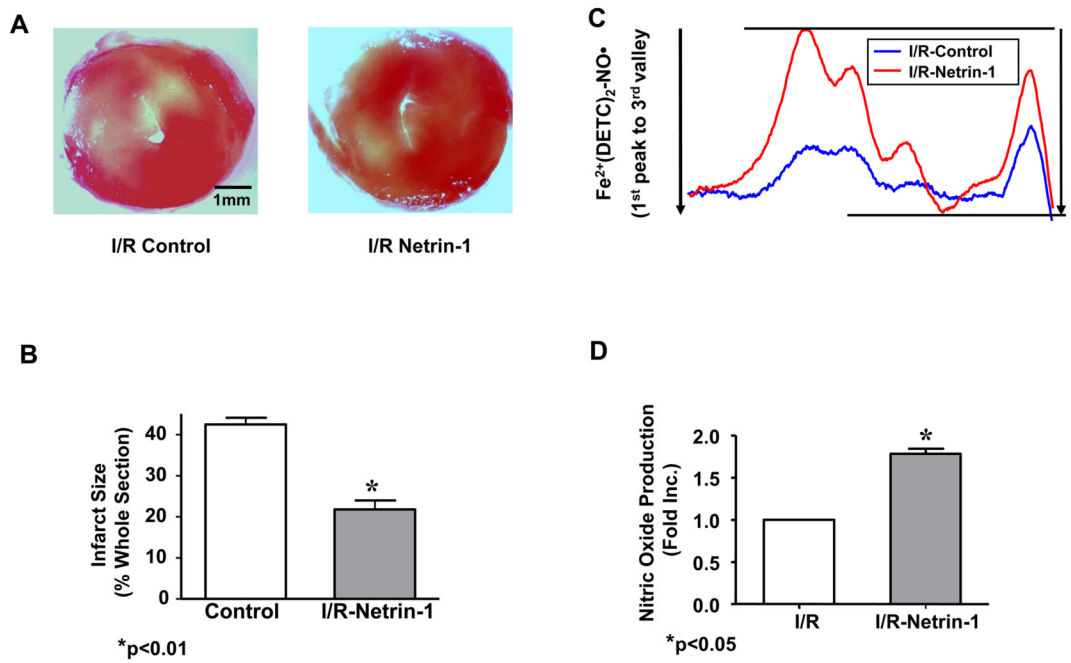 A
1mm
I/R Control
I/R Netrin-1
C
Fe²⁺(DETC)₂-NO•
(1ˢᵗ peak to 3ʳᵈ valley
I/R-Control
I/R-Netrin-1
B
Infarct Size
(% Whole Section)
40
30
20
10
0
*
Control
I/R-Netrin-1
*p<0.01
D
Nitric Oxide Production
(Fold Inc.)
2.0
1.5
1.0
0.5
0.0
*
I/R
I/R-Netrin-1
*p<0.05